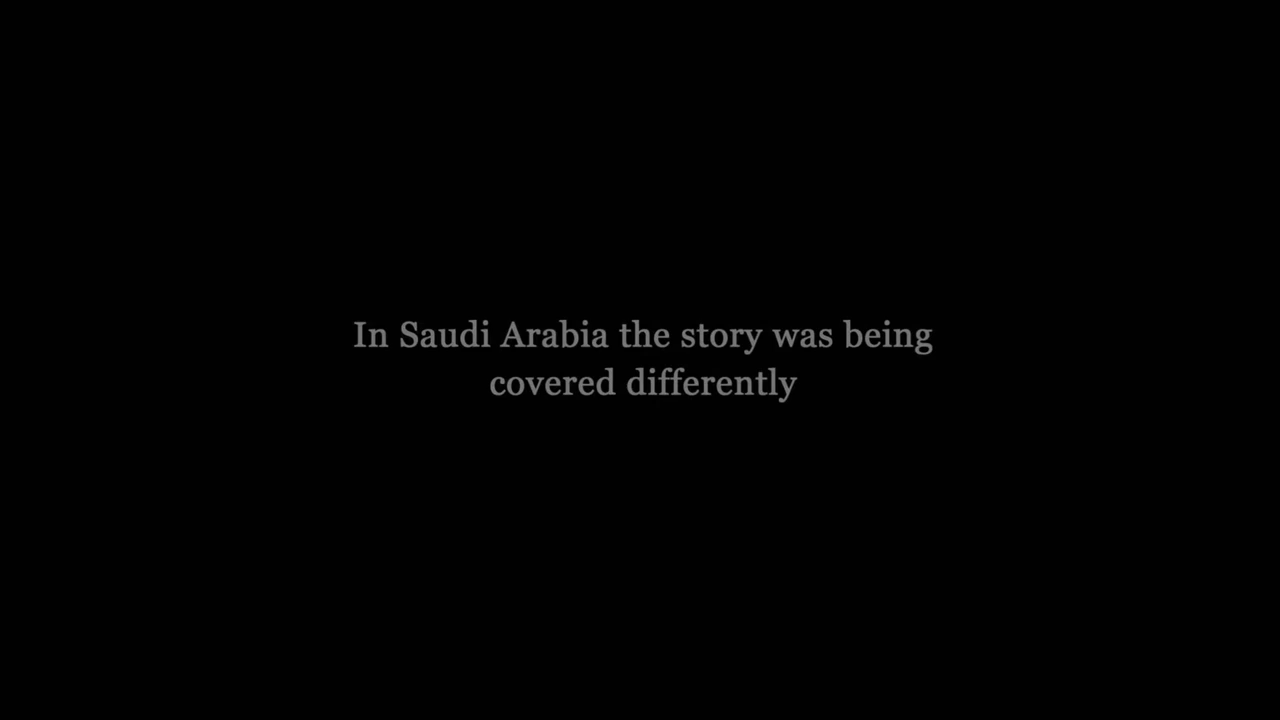 In Saudi Arabia the story was being
covered differently